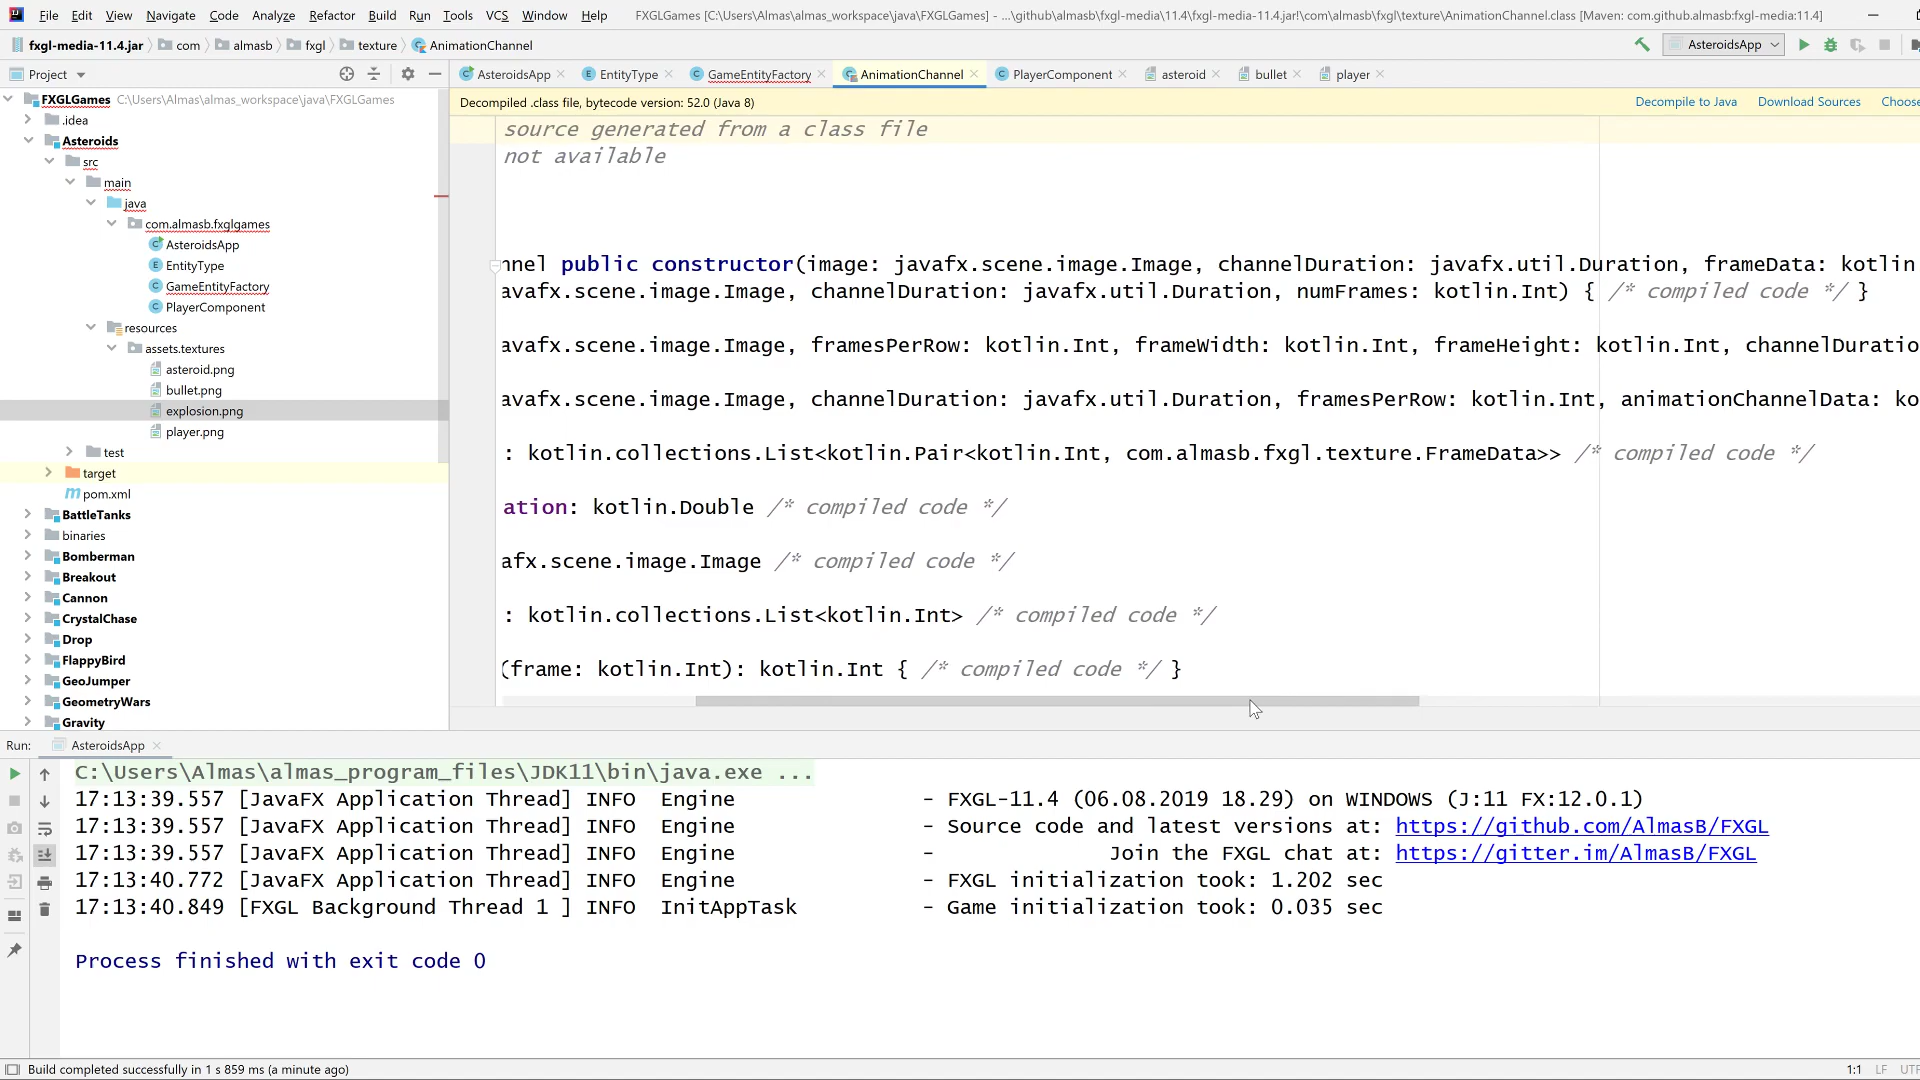 File Edit View Navigate Code Analyze Refactor Build Run Tools VCS Window Help FXGLGames [C:\Users\Almas\almas_workspace\java\FXGLGames] - ...\github\almasb\fxgl-media\11.4\fxgl-media-11.4.jar!\com\almasb\fxgl\texture\AnimationChannel.class [Maven: com.github.almasb:fxgl-media:11.4]
fxgl-media-11.4.jar com almasb fxgl texture AnimationChannel AsteroidsApp
Project
AsteroidsApp EntityType GameEntityFactory AnimationChannel PlayerComponent asteroid bullet player
FXGLGames C:\Users\Almas\almas_workspace\java\FXGLGames
.idea
Asteroids
src
main
java
com.almasb.fxglgames
AsteroidsApp
EntityType
GameEntityFactory
PlayerComponent
resources
assets.textures
asteroid.png
bullet.png
explosion.png
player.png
test
target
pom.xml
BattleTanks
binaries
Bomberman
Breakout
Cannon
CrystalChase
Drop
FlappyBird
GeoJumper
GeometryWars
Gravity
Decompiled .class file, bytecode version: 52.0 (Java 8) Decompile to Java Download Sources Choose
source generated from a class file
not available
nnel public constructor(image: javafx.scene.image.Image, channelDuration: javafx.util.Duration, frameData: kotlin
avafx.scene.image.Image, channelDuration: javafx.util.Duration, numFrames: kotlin.Int) { /* compiled code */ }
avafx.scene.image.Image, framesPerRow: kotlin.Int, frameWidth: kotlin.Int, frameHeight: kotlin.Int, channelDuratio
avafx.scene.image.Image, channelDuration: javafx.util.Duration, framesPerRow: kotlin.Int, animationChannelData: ko
: kotlin.collections.List<kotlin.Pair<kotlin.Int, com.almasb.fxgl.texture.FrameData>> /* compiled code */
ation: kotlin.Double /* compiled code */
afx.scene.image.Image /* compiled code */
: kotlin.collections.List<kotlin.Int> /* compiled code */
(frame: kotlin.Int): kotlin.Int { /* compiled code */ }
Run: AsteroidsApp
C:\Users\Almas\almas_program_files\JDK11\bin\java.exe ...
17:13:39.557 [JavaFX Application Thread] INFO Engine - FXGL-11.4 (06.08.2019 18.29) on WINDOWS (J:11 FX:12.0.1)
17:13:39.557 [JavaFX Application Thread] INFO Engine - Source code and latest versions at: https://github.com/AlmasB/FXGL
17:13:39.557 [JavaFX Application Thread] INFO Engine - Join the FXGL chat at: https://gitter.im/AlmasB/FXGL
17:13:40.772 [JavaFX Application Thread] INFO Engine - FXGL initialization took: 1.202 sec
17:13:40.849 [FXGL Background Thread 1 ] INFO InitAppTask - Game initialization took: 0.035 sec
Process finished with exit code 0
Build completed successfully in 1 s 859 ms (a minute ago) 1:1 LF UTF